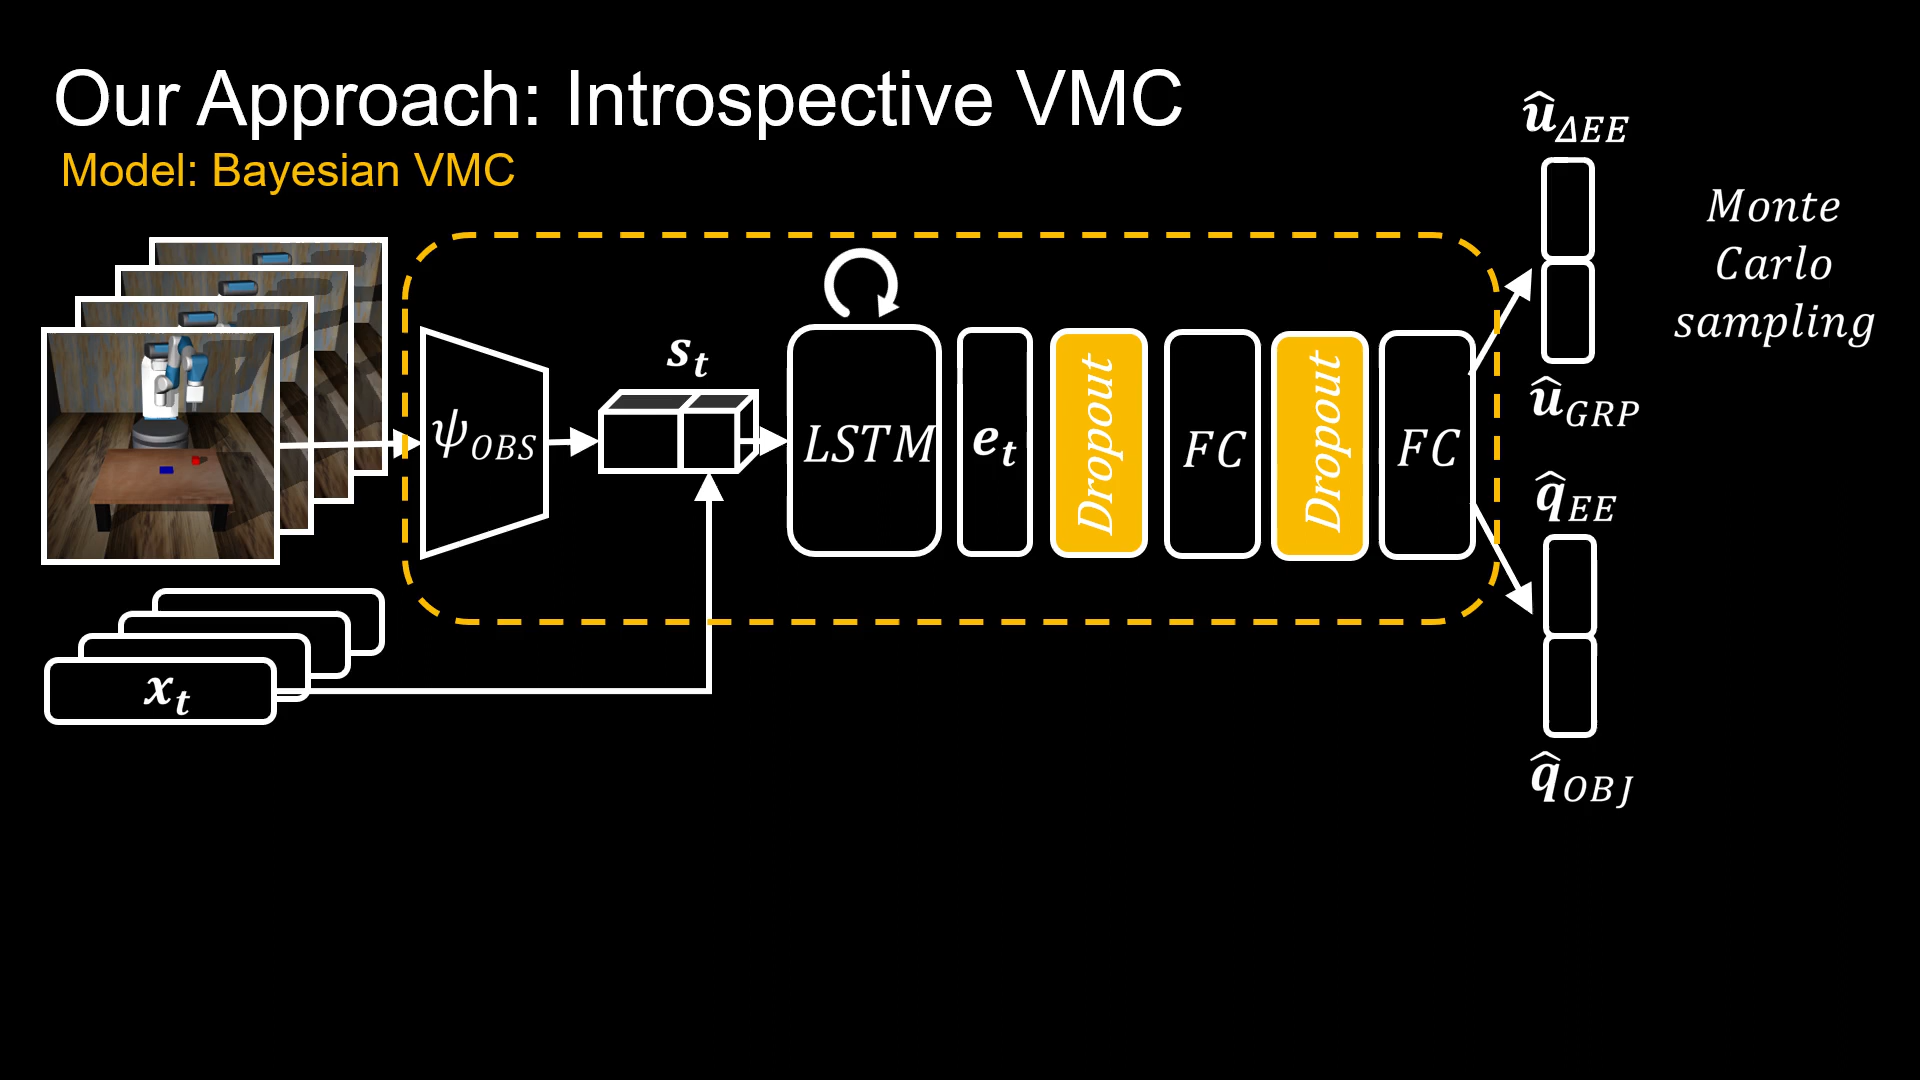 Our Approach: Introspective VMC
Model: Bayesian VMC
û_ΔEE
Monte
Carlo
sampling
s_t
û_GRP
ψ_OBS
LSTM
e_t
Dropout
FC
Dropout
FC
q̂_EE
x_t
q̂_OBJ